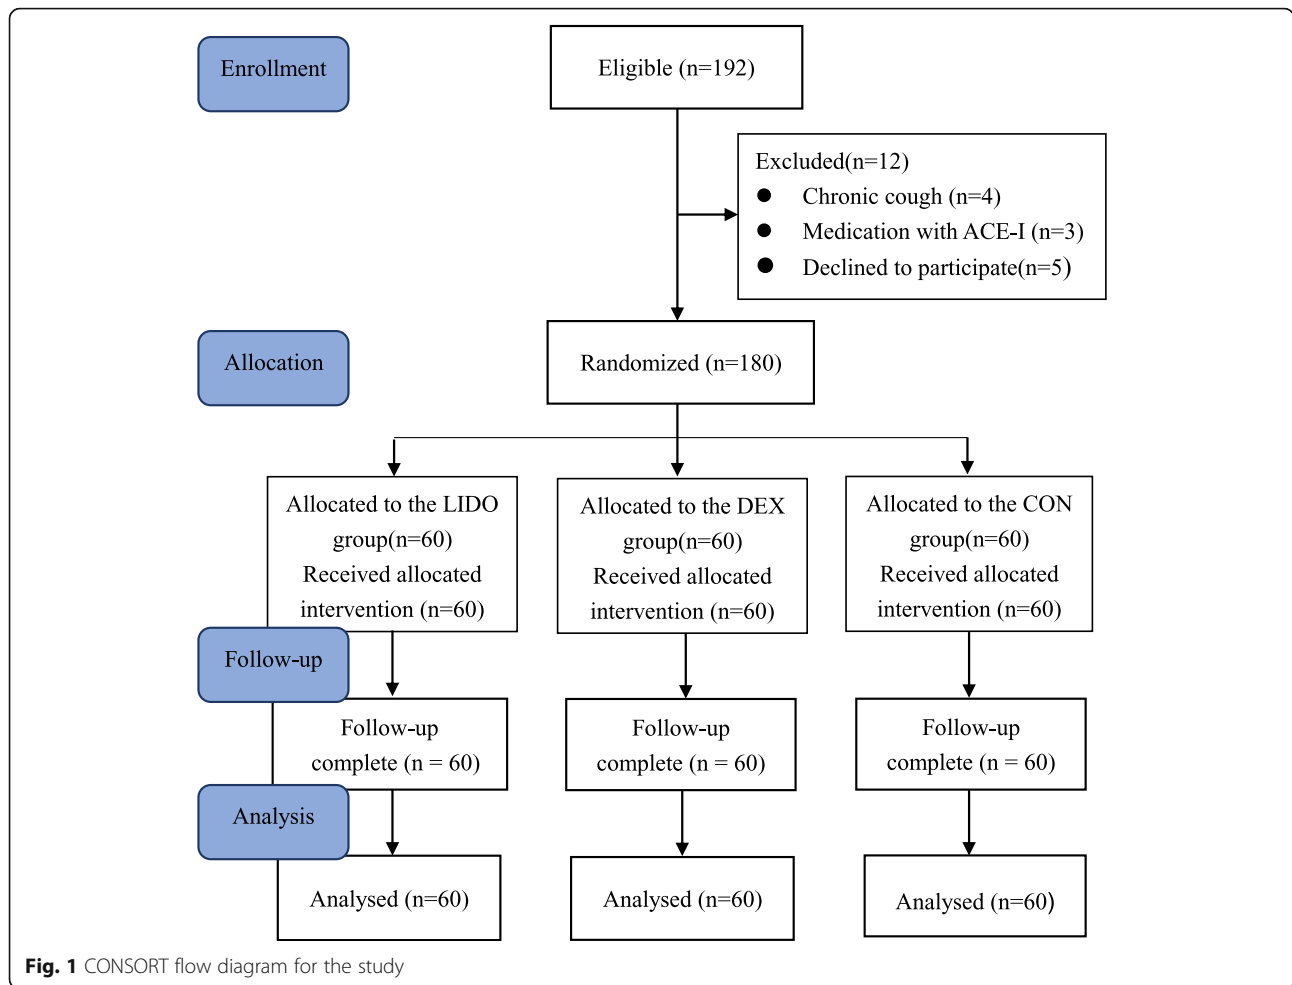 Enrollment
Eligible (n=192)
Excluded(n=12)
● Chronic cough (n=4)
● Medication with ACE-I (n=3)
● Declined to participate(n=5)
Allocation
Randomized (n=180)
Allocated to the LIDO
group(n=60)
Received allocated
intervention (n=60)
Allocated to the DEX
group(n=60)
Received allocated
intervention (n=60)
Allocated to the CON
group(n=60)
Received allocated
intervention (n=60)
Follow-up
Follow-up
complete (n = 60)
Follow-up
complete (n = 60)
Follow-up
complete (n = 60)
Analysis
Analysed (n=60)
Analysed (n=60)
Analysed (n=60)
Fig. 1 CONSORT flow diagram for the study